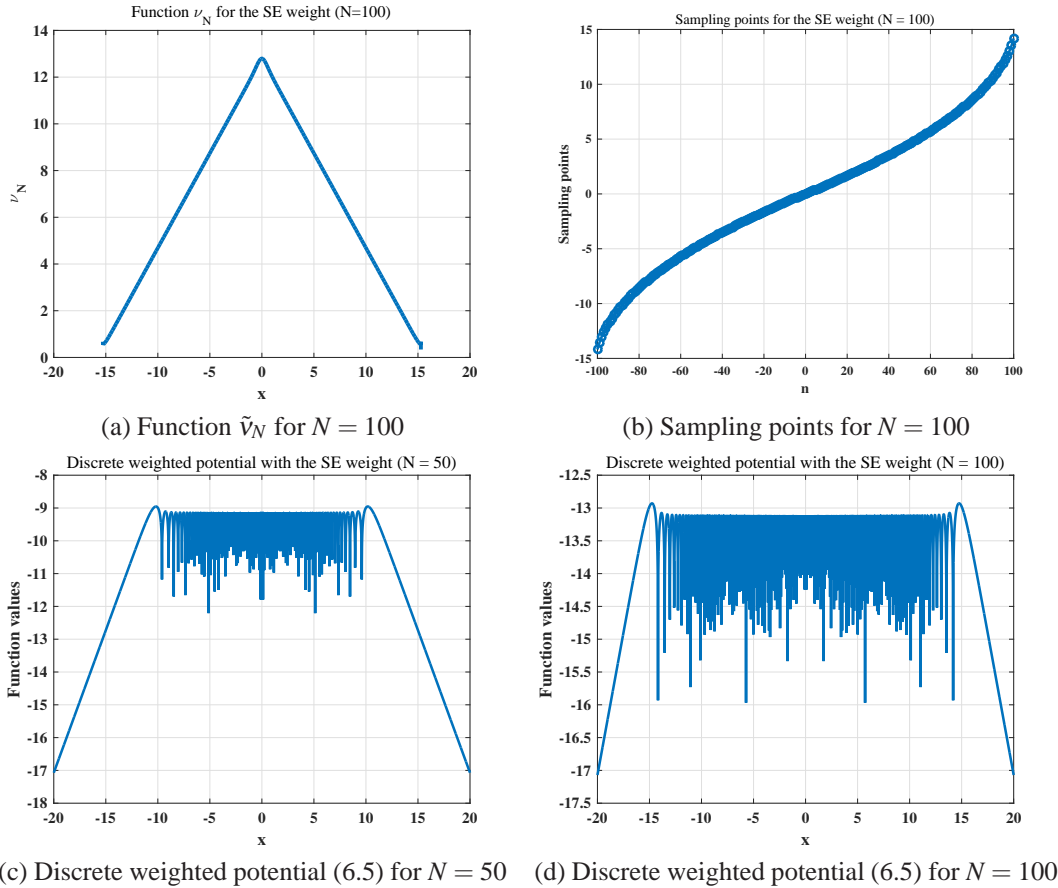 Function ν_N for the SE weight (N=100)
14
12
10
8
6
4
2
0
ν_N
-20 -15 -10 -5 0 5 10 15 20
x
(a) Function ν̃_N for N = 100
Sampling points for the SE weight (N = 100)
15
10
5
0
-5
-10
-15
Sampling points
-100 -80 -60 -40 -20 0 20 40 60 80 100
n
(b) Sampling points for N = 100
Discrete weighted potential with the SE weight (N = 50)
-8
-9
-10
-11
-12
-13
-14
-15
-16
-17
-18
Function values
-20 -15 -10 -5 0 5 10 15 20
x
(c) Discrete weighted potential (6.5) for N = 50
Discrete weighted potential with the SE weight (N = 100)
-12.5
-13
-13.5
-14
-14.5
-15
-15.5
-16
-16.5
-17
-17.5
Function values
-20 -15 -10 -5 0 5 10 15 20
x
(d) Discrete weighted potential (6.5) for N = 100